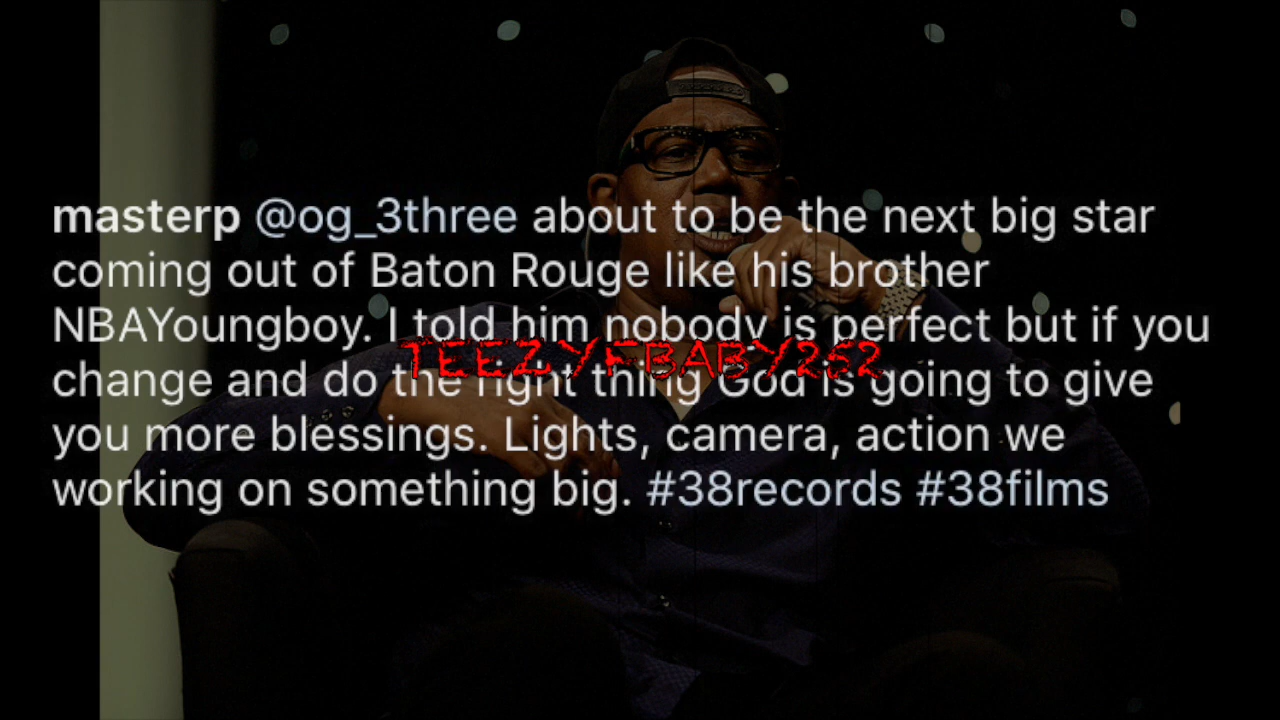 masterp @og_3three about to be the next big star
coming out of Baton Rouge like his brother
NBAYoungboy. I told him nobody is perfect but if you
TEEZYFBABY252
change and do the right thing God is going to give
you more blessings. Lights, camera, action we
working on something big. #38records #38films